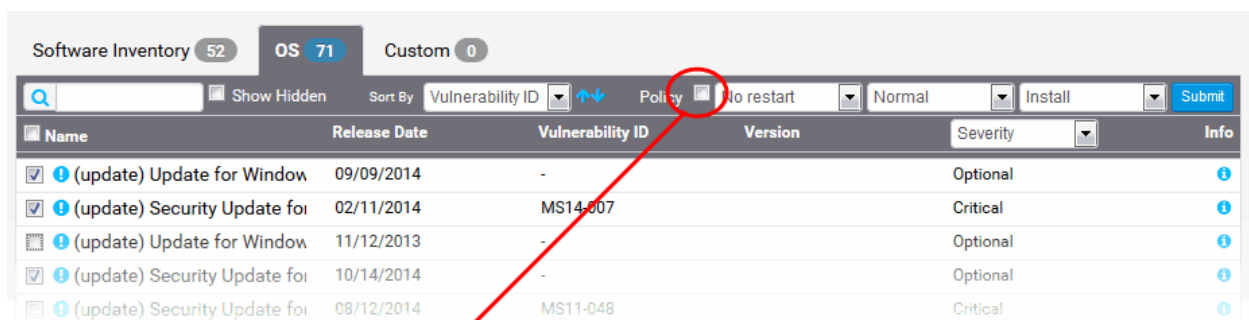 Software Inventory 52 OS 71 Custom 0
Show Hidden Sort By Vulnerability ID Policy No restart Normal Install Submit
Name Release Date Vulnerability ID Version Severity Info
(update) Update for Window 09/09/2014 - Optional
(update) Security Update for 02/11/2014 MS14-007 Critical
(update) Update for Window 11/12/2013 - Optional
(update) Security Update for 10/14/2014 - Optional
(update) Security Update for 08/12/2014 MS11-048 Critical